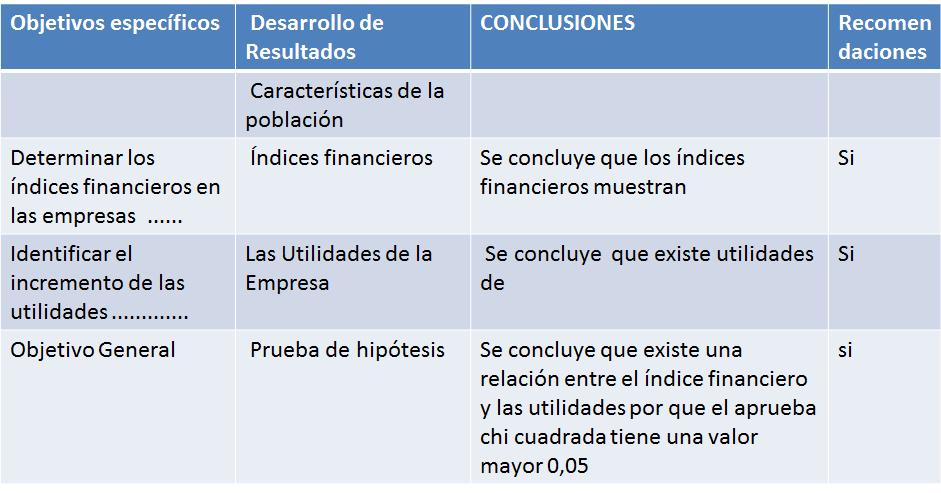 Objetivos específicos
Desarrollo de
Resultados
CONCLUSIONES
Recomen
daciones
Características de la
población
Determinar los
índices financieros en
las empresas ......
Índices financieros
Se concluye que los índices
financieros muestran
Si
Identificar el
incremento de las
utilidades .............
Las Utilidades de la
Empresa
Se concluye que existe utilidades
de
Si
Objetivo General
Prueba de hipótesis
Se concluye que existe una
relación entre el índice financiero
y las utilidades por que el aprueba
chi cuadrada tiene una valor
mayor 0,05
si